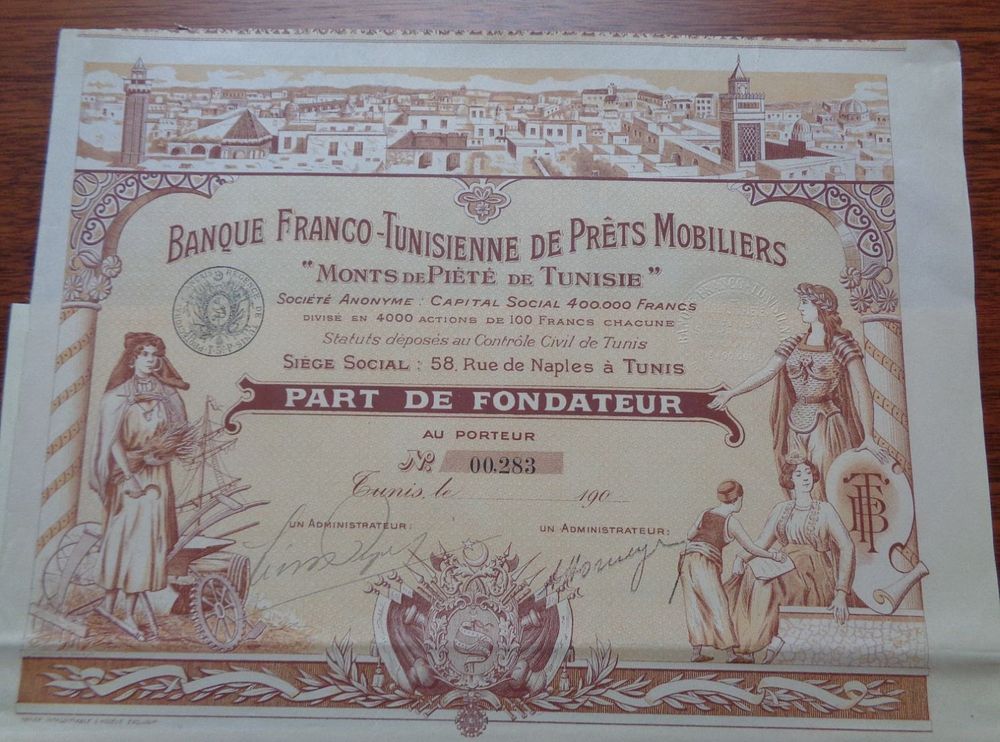 BANQUE FRANCO-TUNISIENNE DE PRÊTS MOBILIERS
"MONTS DE PIÉTÉ DE TUNISIE"
SOCIÉTÉ ANONYME : CAPITAL SOCIAL 400.000 FRANCS
DIVISÉ EN 4000 ACTIONS DE 100 FRANCS CHACUNE
Statuts déposés au Contrôle Civil de Tunis
SIÈGE SOCIAL : 58, Rue de Naples à TUNIS
PART DE FONDATEUR
AU PORTEUR
No. 00.283
Tunis, le 190
UN ADMINISTRATEUR:
UN ADMINISTRATEUR: